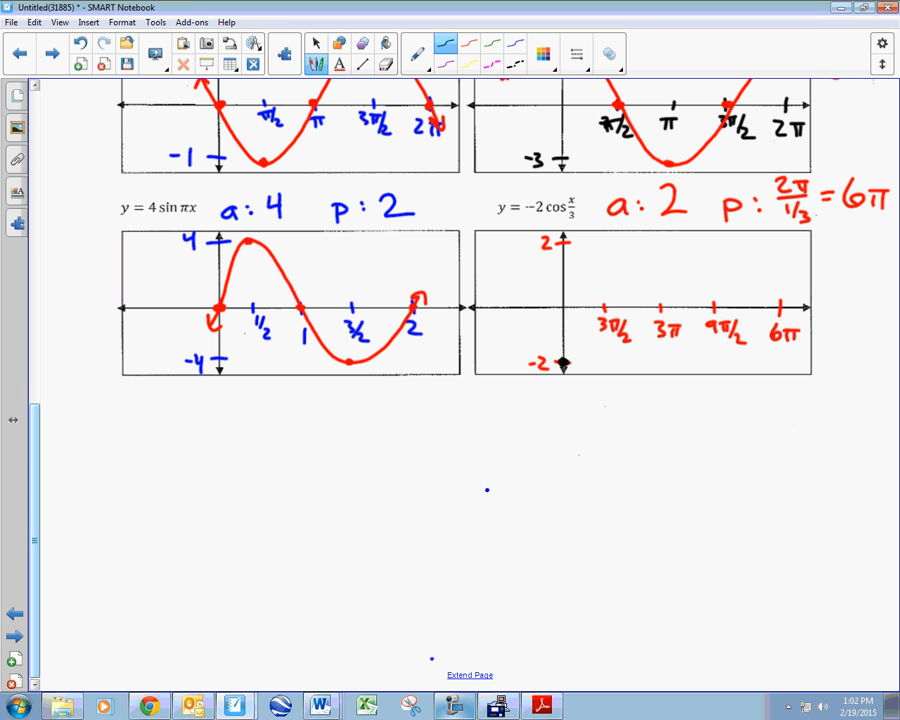 Untitled(31885) * - SMART Notebook
File Edit View Insert Format Tools Add-ons Help
π/2 π 3π/2 2π
-1
π/2 π 3π/2 2π
-3
y = 4 sin πx a: 4 p: 2
y = -2 cos x/3 a: 2 p: 2π/1/3 = 6π
4
1/2 1 3/2 2
-4
2
3π/2 3π 9π/2 6π
-2
Extend Page
1:02 PM
2/19/2015